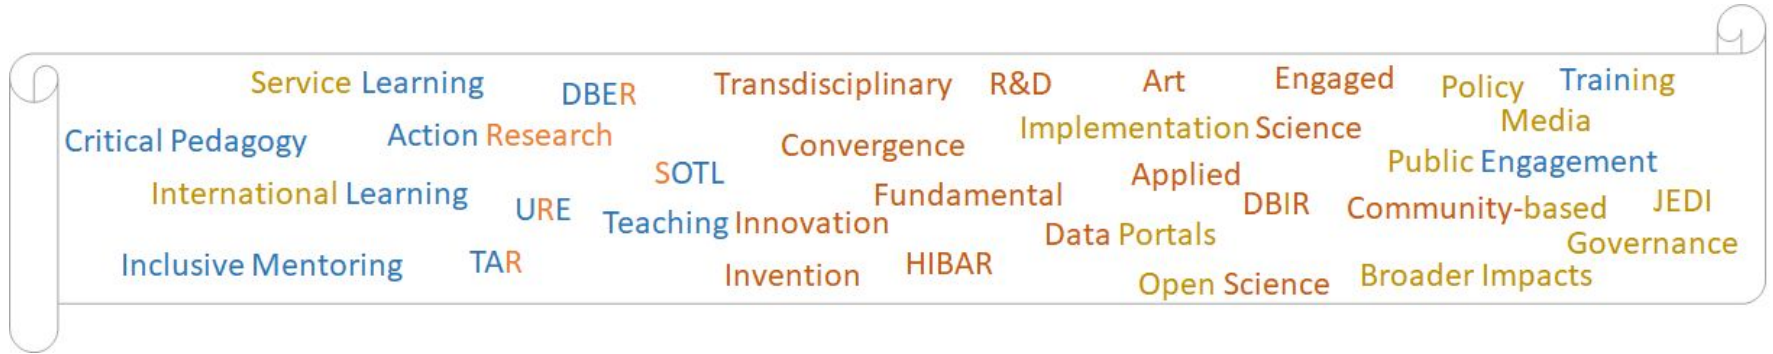 Service Learning
DBER
Transdisciplinary
R&D
Art
Engaged
Policy
Training
Critical Pedagogy
Action Research
Convergence
Implementation Science
Media
SOTL
Applied
Public Engagement
International Learning
URE
Teaching Innovation
Fundamental
DBIR
Community-based
JEDI
Data Portals
Governance
Inclusive Mentoring
TAR
Invention
HIBAR
Open Science
Broader Impacts